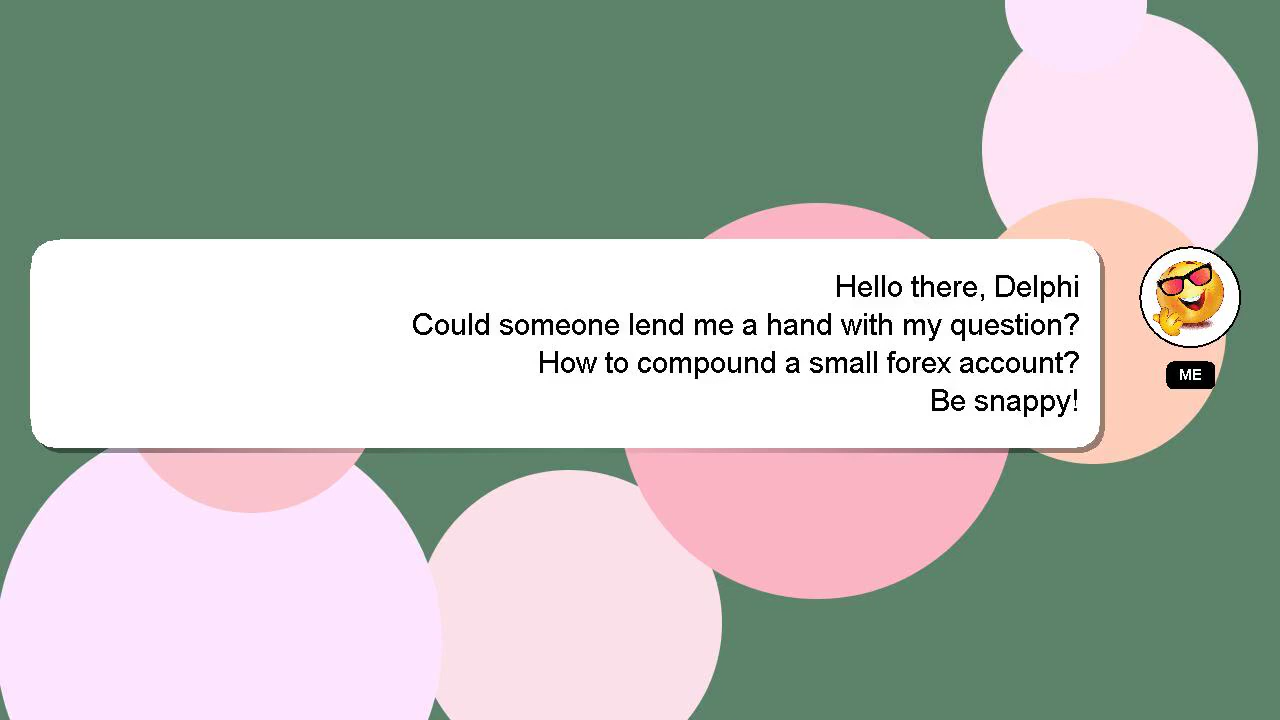 Hello there, Delphi
Could someone lend me a hand with my question?
How to compound a small forex account?
Be snappy!
ME